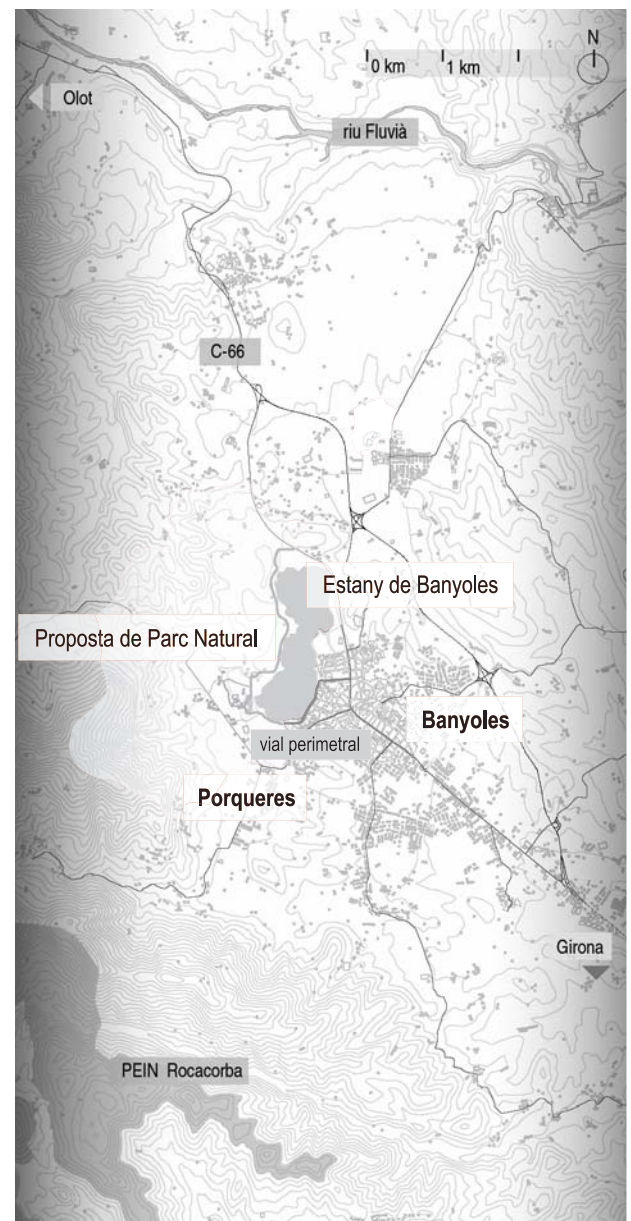 N
0 km 1 km
Olot
riu Fluvià
C-66
Estany de Banyoles
Proposta de Parc Natural
Banyoles
vial perimetral
Porqueres
Girona
PEIN Rocacorba